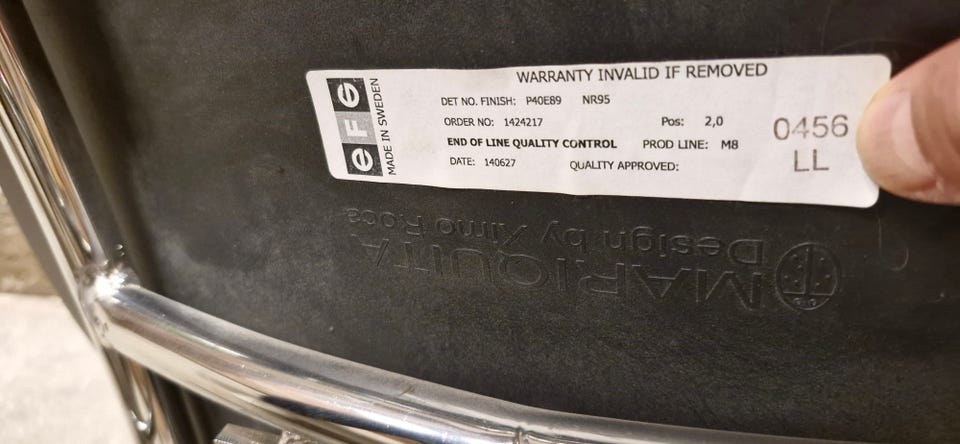 WARRANTY INVALID IF REMOVED
eFG
MADE IN SWEDEN
DET NO. FINISH: P40E89 NR95
ORDER NO: 1424217 Pos: 2,0
END OF LINE QUALITY CONTROL PROD LINE: M8
DATE: 140627 QUALITY APPROVED:
0456
LL
MARIQUITA
Design by Ximo Roca